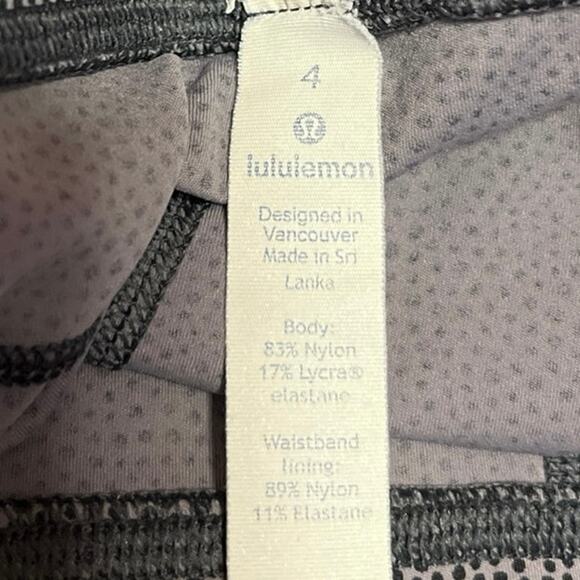 4
lululemon
Designed in
Vancouver
Made in Sri
Lanka
Body:
83% Nylon
17% Lycra®
elastane
Waistband
lining:
89% Nylon
11% Elastane